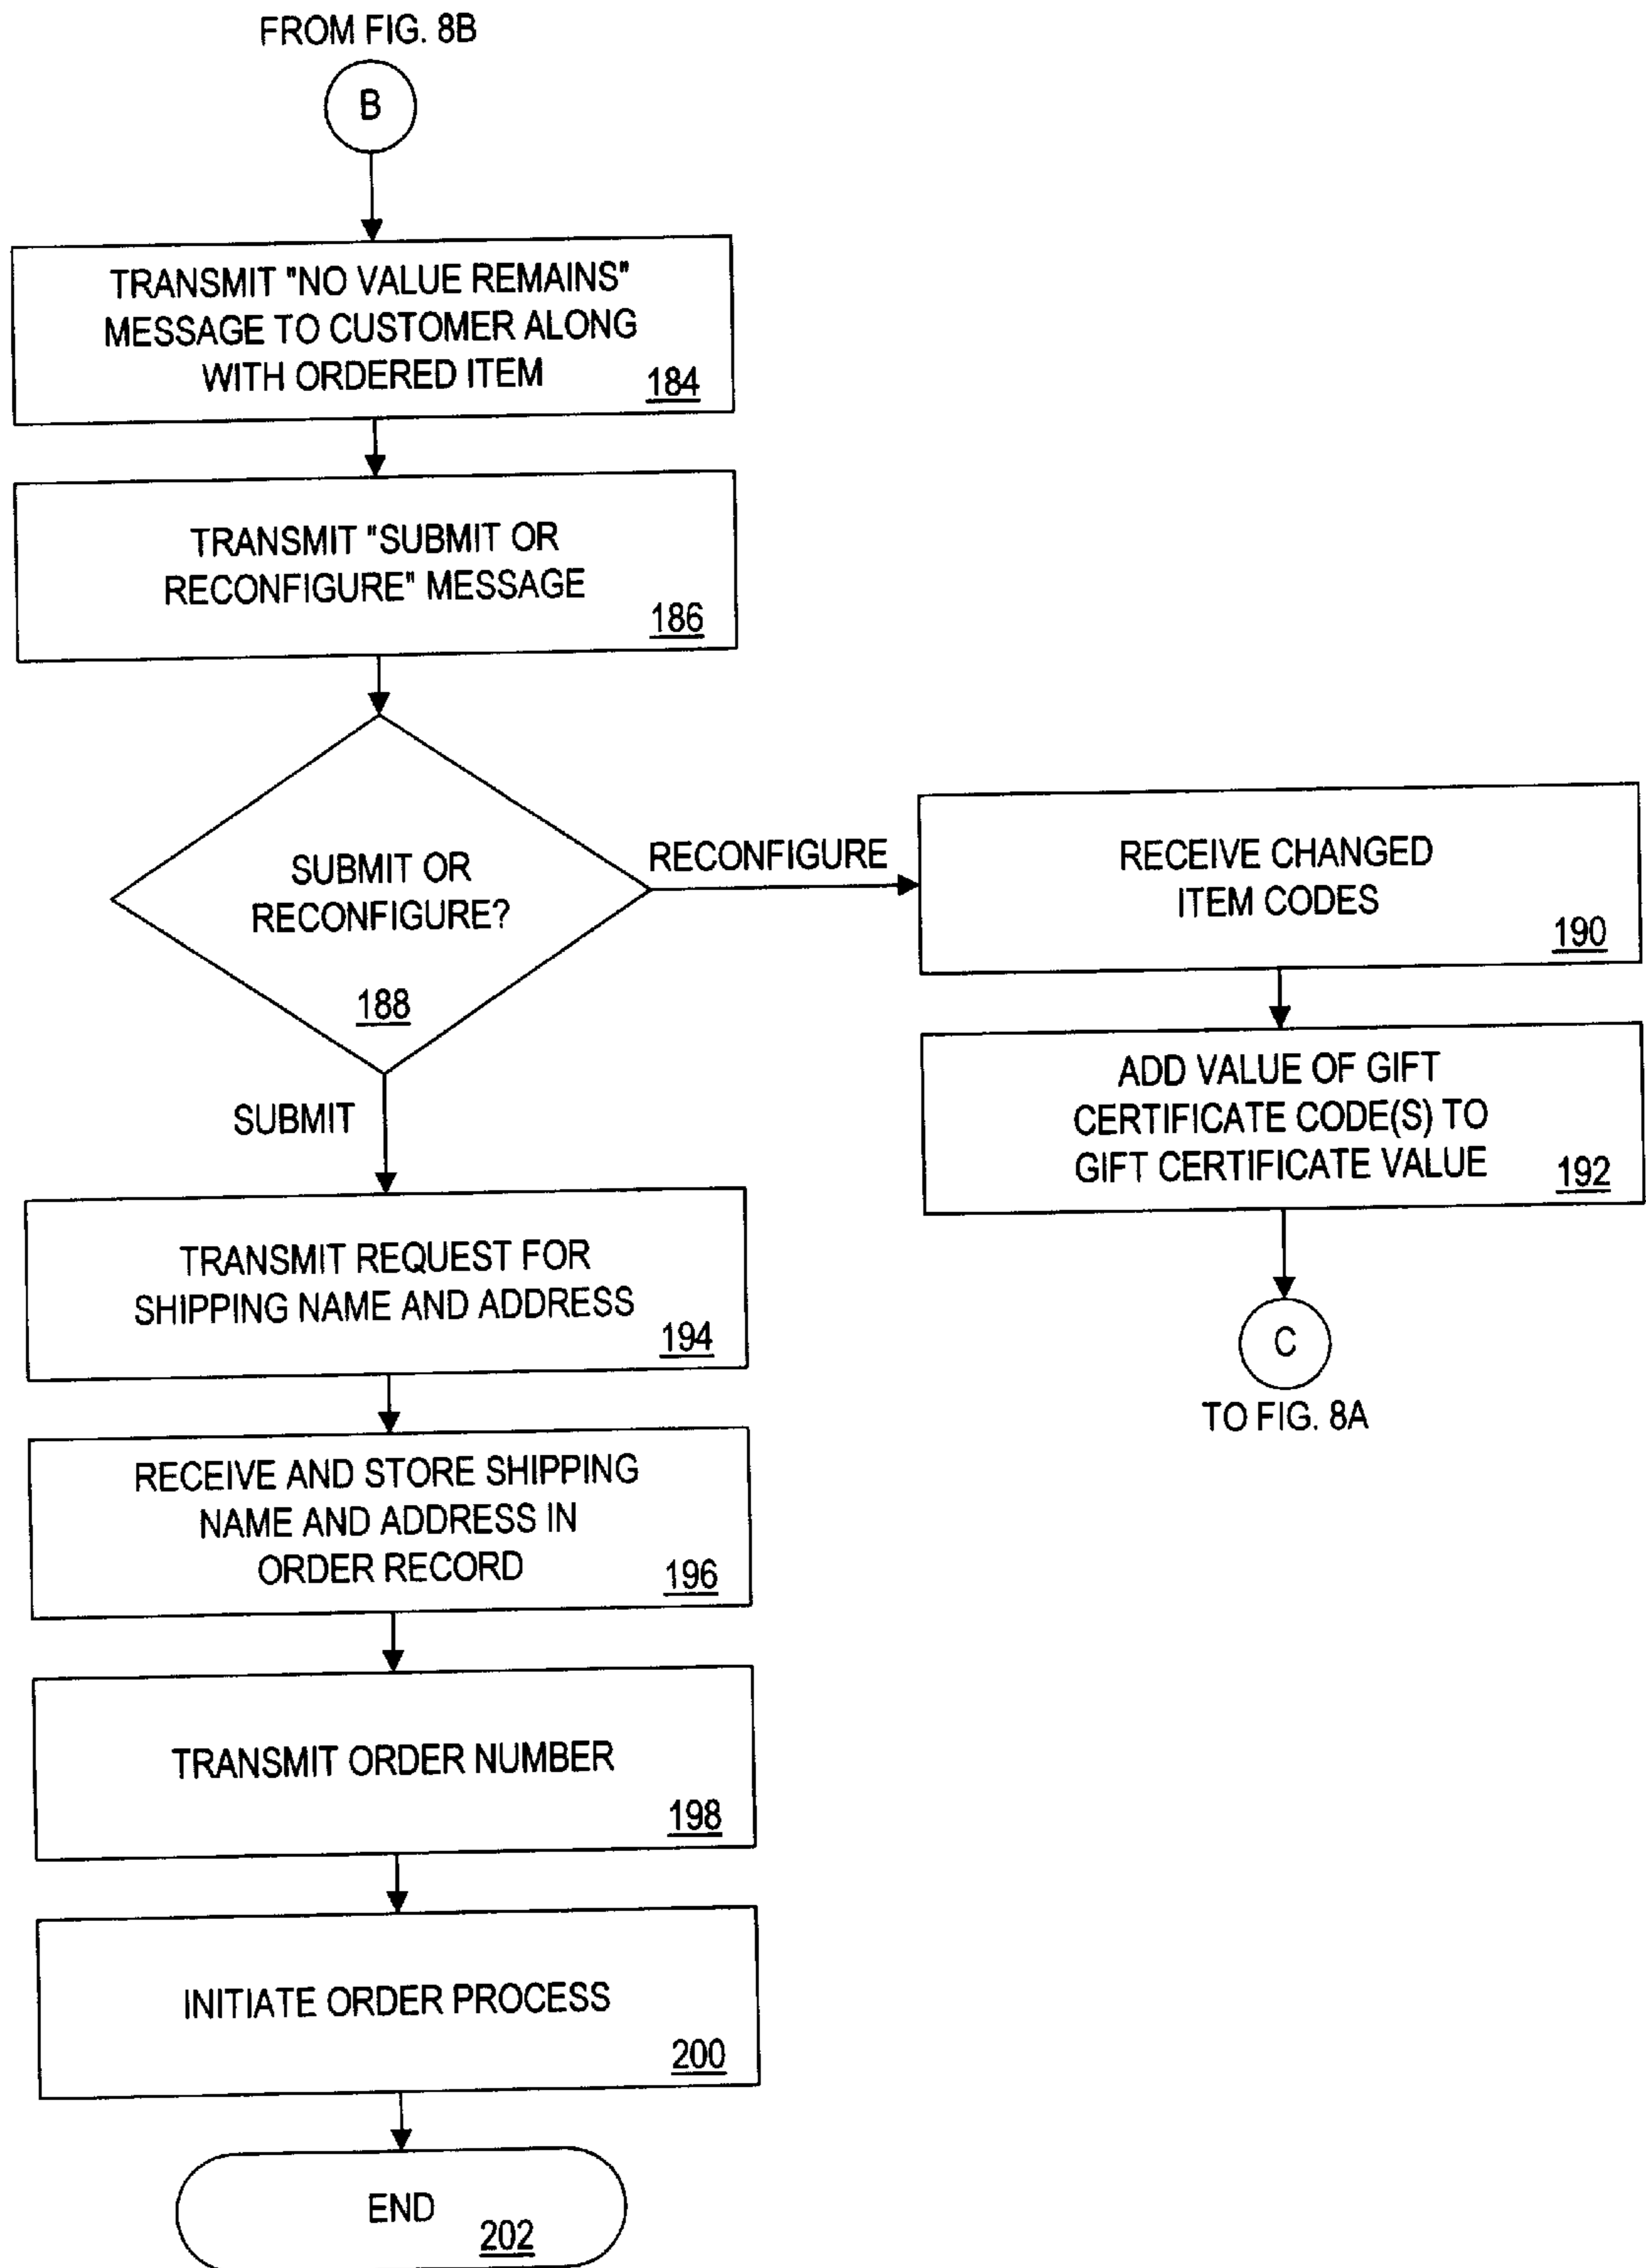 FROM FIG. 8B
B
TRANSMIT "NO VALUE REMAINS"
MESSAGE TO CUSTOMER ALONG
WITH ORDERED ITEM
184
TRANSMIT "SUBMIT OR
RECONFIGURE" MESSAGE
186
SUBMIT OR
RECONFIGURE?
188
RECONFIGURE
RECEIVE CHANGED
ITEM CODES
190
ADD VALUE OF GIFT
CERTIFICATE CODE(S) TO
GIFT CERTIFICATE VALUE
192
C
TO FIG. 8A
SUBMIT
TRANSMIT REQUEST FOR
SHIPPING NAME AND ADDRESS
194
RECEIVE AND STORE SHIPPING
NAME AND ADDRESS IN
ORDER RECORD
196
TRANSMIT ORDER NUMBER
198
INITIATE ORDER PROCESS
200
END
202